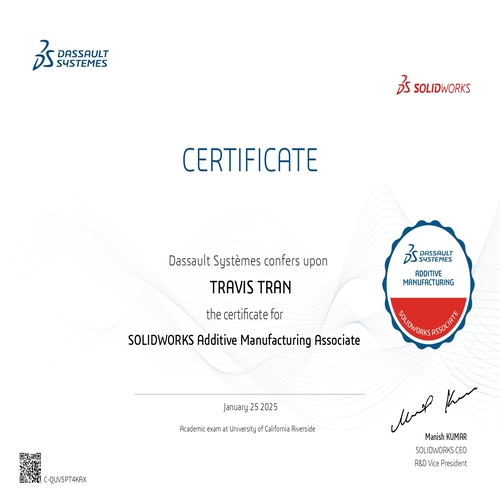 DASSAULT
SYSTEMES
SOLIDWORKS
CERTIFICATE
Dassault Systèmes confers upon
TRAVIS TRAN
the certificate for
SOLIDWORKS Additive Manufacturing Associate
DASSAULT
SYSTEMES
ADDITIVE
MANUFACTURING
SOLIDWORKS ASSOCIATE
January 25 2025
Academic exam at University of California Riverside
Manish KUMAR
SOLIDWORKS CEO
R&D Vice President
C-QUV5PT4KAX